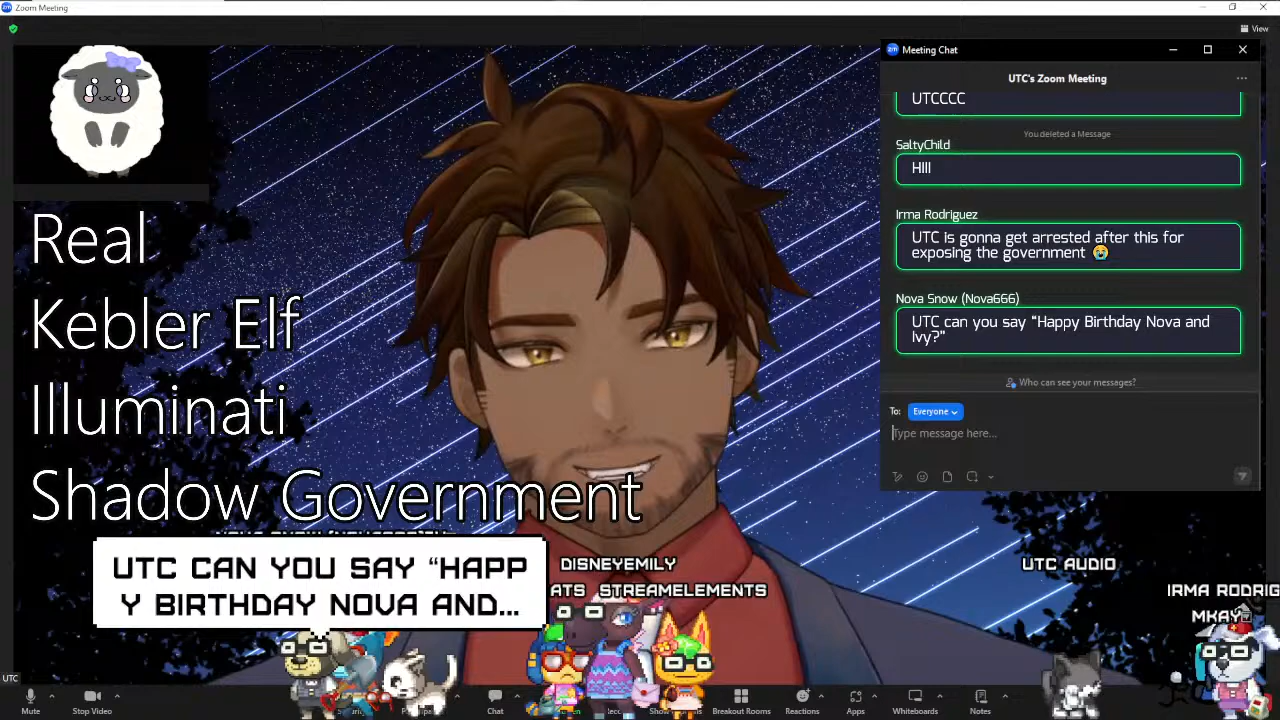 Zoom Meeting
View
Meeting Chat
UTC's Zoom Meeting
UTCCCC
You deleted a Message
SaltyChild
HIII
Irma Rodriguez
UTC is gonna get arrested after this for
exposing the government 😭
Nova Snow (Nova666)
UTC can you say “Happy Birthday Nova and
Ivy?”
Who can see your messages?
To: Everyone
Type message here...
Real
Kebler Elf
Illuminati
Shadow Government
UTC CAN YOU SAY “HAPP
Y BIRTHDAY NOVA AND...
DISNEYEMILY
ATS STREAMELEMENTS
UTC AUDIO
IRMA RODRIG
MKAY
UTC
Mute
Stop Video
Chat
Breakout Rooms
Reactions
Apps
Whiteboards
Notes